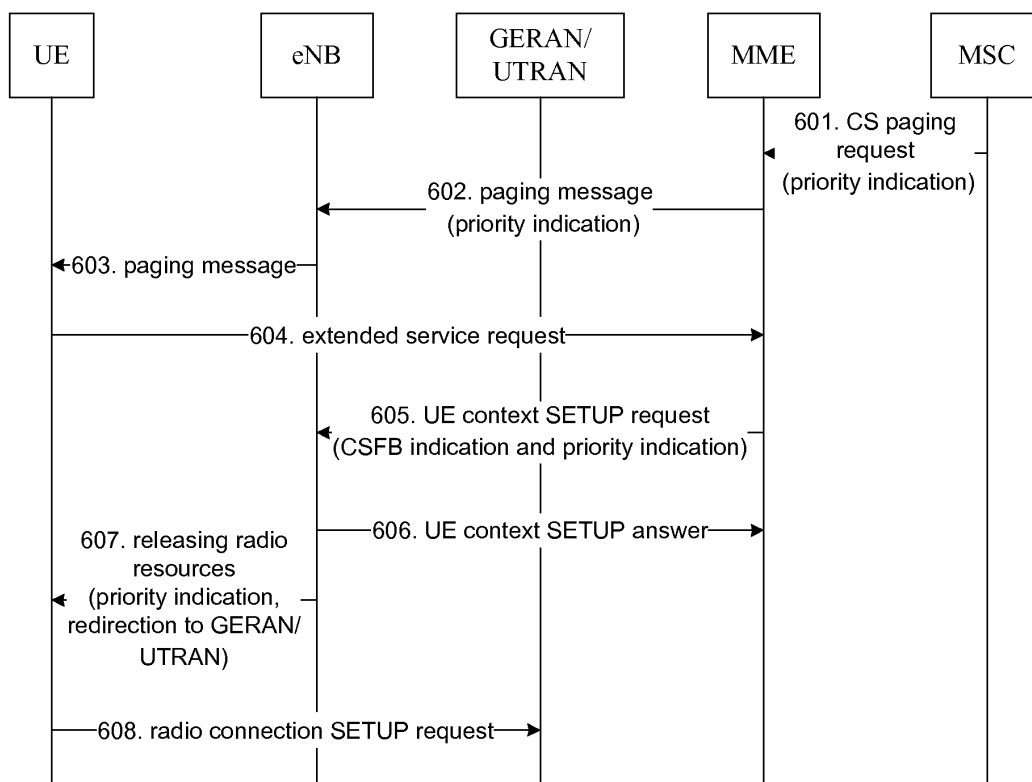 UE
eNB
GERAN/
UTRAN
MME
MSC
601. CS paging
request
(priority indication)
602. paging message
(priority indication)
603. paging message
604. extended service request
605. UE context SETUP request
(CSFB indication and priority indication)
606. UE context SETUP answer
607. releasing radio
resources
(priority indication,
redirection to GERAN/
UTRAN)
608. radio connection SETUP request